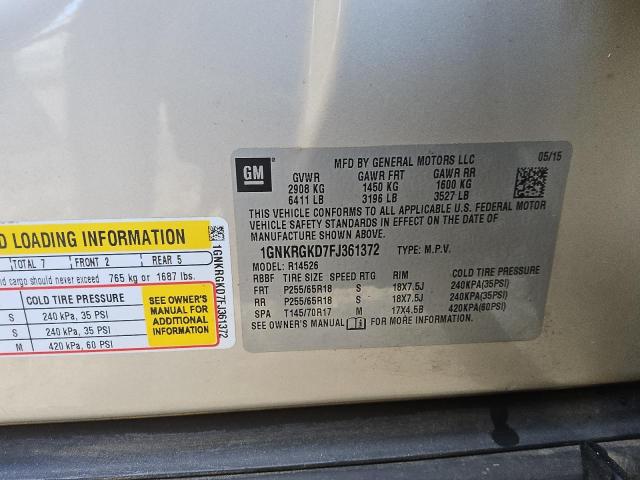 GM
MFD BY GENERAL MOTORS LLC 05/15
GVWR GAWR FRT GAWR RR
2908 KG 1450 KG 1600 KG
6411 LB 3196 LB 3527 LB
THIS VEHICLE CONFORMS TO ALL APPLICABLE U.S. FEDERAL MOTOR
VEHICLE SAFETY STANDARDS IN EFFECT ON THE DATE OF
MANUFACTURE SHOWN ABOVE.
1GNKRGKD7FJ361372 TYPE: M.P.V.
MODEL: R14526
RBBF TIRE SIZE SPEED RTG RIM COLD TIRE PRESSURE
FRT P255/65R18 S 18X7.5J 240KPA(35PSI)
RR P255/65R18 S 18X7.5J 240KPA(35PSI)
SPA T145/70R17 M 17X4.5B 420KPA(60PSI)
SEE OWNER'S MANUAL FOR MORE INFORMATION.
LOADING INFORMATION
TOTAL 7 FRONT 2 REAR 5
cargo should never exceed 765 kg or 1687 lbs.
COLD TIRE PRESSURE
S 240 kPa, 35 PSI
S 240 kPa, 35 PSI
M 420 kPa, 60 PSI
SEE OWNER'S
MANUAL FOR
ADDITIONAL
INFORMATION
1GNKRGKD7FJ361372